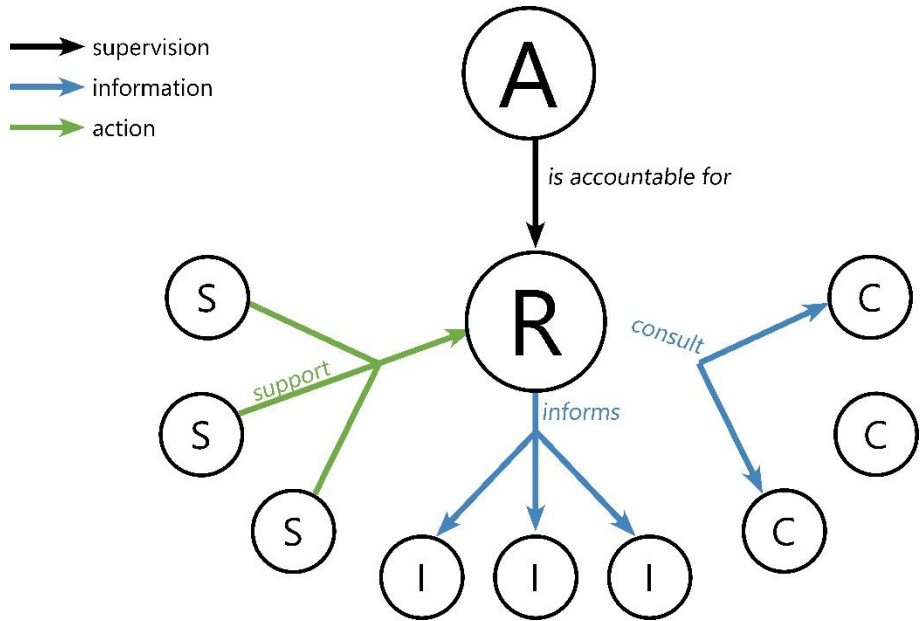 supervision
information
action
A
is accountable for
R
S
support
S
S
consult
C
C
C
informs
I
I
I